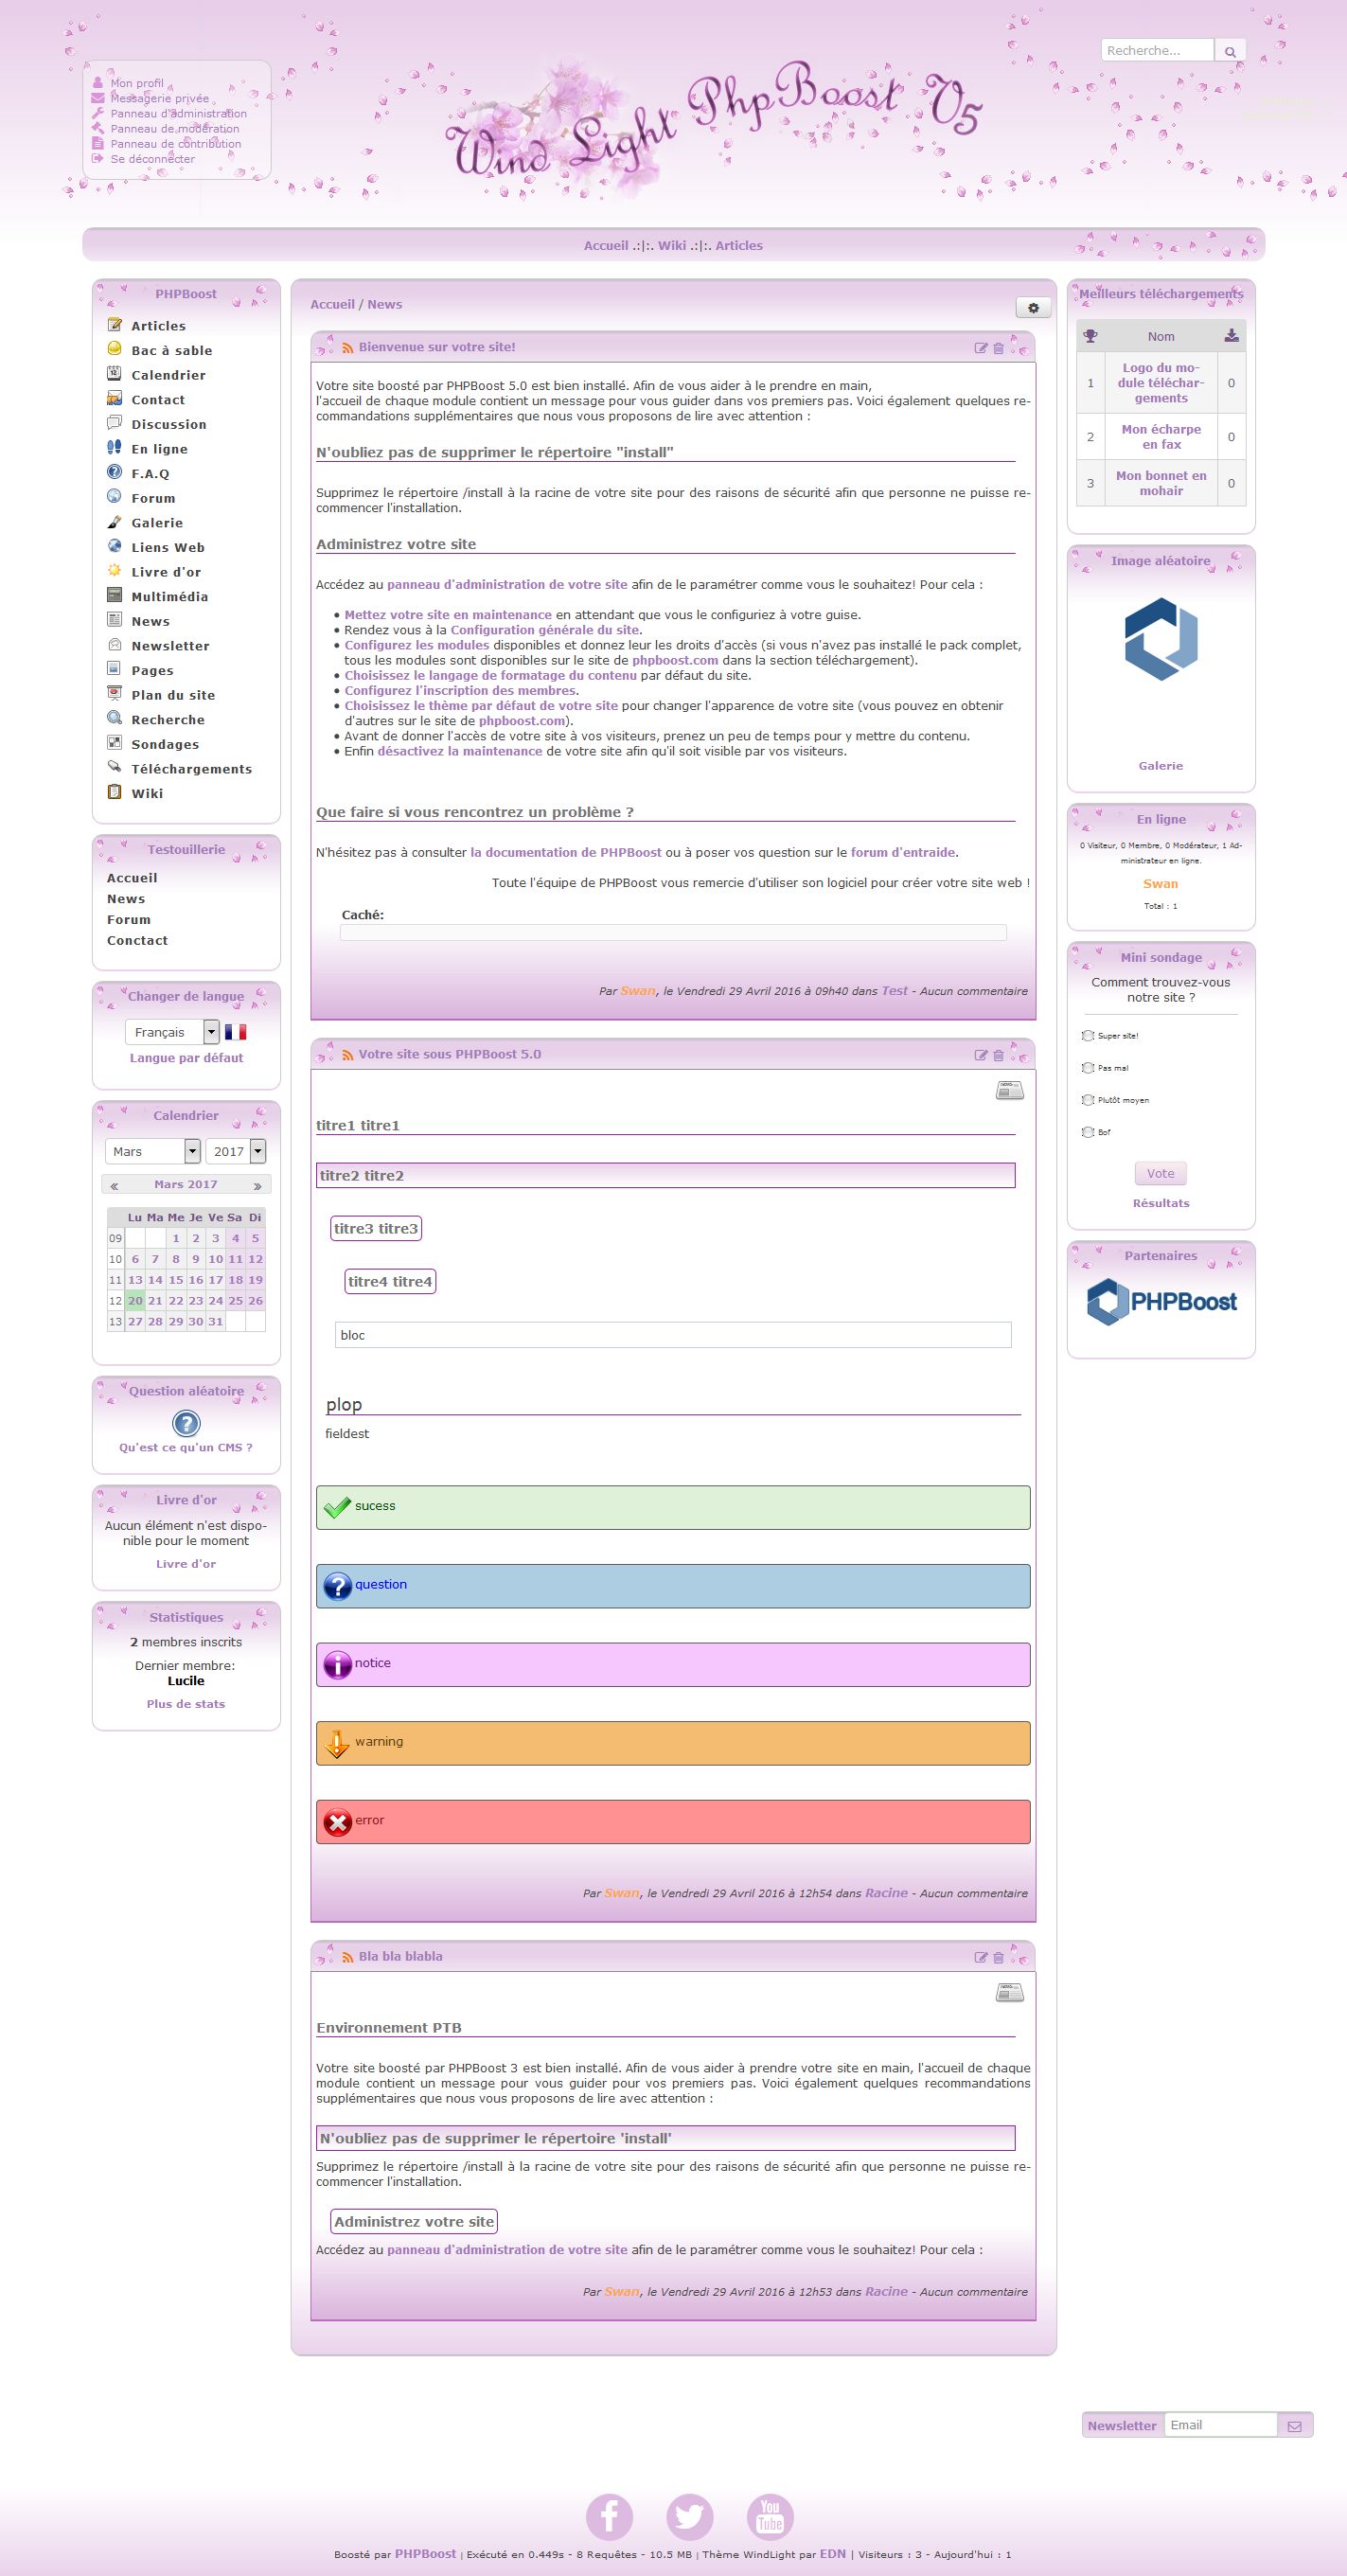 Recherche...
Mon profil
Messagerie privée
Panneau d'administration
Panneau de modération
Panneau de contribution
Se déconnecter
Wind Light PhpBoost V5
Accueil .:|:. Wiki .:|:. Articles
PHPBoost
Articles
Bac à sable
Calendrier
Contact
Discussion
En ligne
F.A.Q
Forum
Galerie
Liens Web
Livre d'or
Multimédia
News
Newsletter
Pages
Plan du site
Recherche
Sondages
Téléchargements
Wiki
Testouillerie
Accueil
News
Forum
Conctact
Changer de langue
Français
Langue par défaut
Calendrier
Mars 2017
« Mars 2017 »
Lu Ma Me Je Ve Sa Di
09 1 2 3 4 5
10 6 7 8 9 10 11 12
11 13 14 15 16 17 18 19
12 20 21 22 23 24 25 26
13 27 28 29 30 31
Question aléatoire
?
Qu'est ce qu'un CMS ?
Livre d'or
Aucun élément n'est dispo-
nible pour le moment
Livre d'or
Statistiques
2 membres inscrits
Dernier membre:
Lucile
Plus de stats
Accueil / News
Bienvenue sur votre site!
Votre site boosté par PHPBoost 5.0 est bien installé. Afin de vous aider à le prendre en main,
l'accueil de chaque module contient un message pour vous guider dans vos premiers pas. Voici également quelques re-
commandations supplémentaires que nous vous proposons de lire avec attention :
N'oubliez pas de supprimer le répertoire "install"
Supprimez le répertoire /install à la racine de votre site pour des raisons de sécurité afin que personne ne puisse re-
commencer l'installation.
Administrez votre site
Accédez au panneau d'administration de votre site afin de le paramétrer comme vous le souhaitez! Pour cela :
• Mettez votre site en maintenance en attendant que vous le configuriez à votre guise.
• Rendez vous à la Configuration générale du site.
• Configurez les modules disponibles et donnez leur les droits d'accès (si vous n'avez pas installé le pack complet,
tous les modules sont disponibles sur le site de phpboost.com dans la section téléchargement).
• Choisissez le langage de formatage du contenu par défaut du site.
• Configurez l'inscription des membres.
• Choisissez le thème par défaut de votre site pour changer l'apparence de votre site (vous pouvez en obtenir
d'autres sur le site de phpboost.com).
• Avant de donner l'accès de votre site à vos visiteurs, prenez un peu de temps pour y mettre du contenu.
• Enfin désactivez la maintenance de votre site afin qu'il soit visible par vos visiteurs.
Que faire si vous rencontrez un problème ?
N'hésitez pas à consulter la documentation de PHPBoost ou à poser vos question sur le forum d'entraide.
Toute l'équipe de PHPBoost vous remercie d'utiliser son logiciel pour créer votre site web !
Caché:
Par Swan, le Vendredi 29 Avril 2016 à 09h40 dans Test - Aucun commentaire
Votre site sous PHPBoost 5.0
titre1 titre1
titre2 titre2
titre3 titre3
titre4 titre4
bloc
plop
fieldest
sucess
? question
i notice
! warning
error
Par Swan, le Vendredi 29 Avril 2016 à 12h54 dans Racine - Aucun commentaire
Bla bla blabla
Environnement PTB
Votre site boosté par PHPBoost 3 est bien installé. Afin de vous aider à prendre votre site en main, l'accueil de chaque
module contient un message pour vous guider pour vos premiers pas. Voici également quelques recommandations
supplémentaires que nous vous proposons de lire avec attention :
N'oubliez pas de supprimer le répertoire 'install'
Supprimez le répertoire /install à la racine de votre site pour des raisons de sécurité afin que personne ne puisse re-
commencer l'installation.
Administrez votre site
Accédez au panneau d'administration de votre site afin de le paramétrer comme vous le souhaitez! Pour cela :
Par Swan, le Vendredi 29 Avril 2016 à 12h53 dans Racine - Aucun commentaire
Meilleurs téléchargements
Nom
1 Logo du mo-
dule téléchar-
gements 0
2 Mon écharpe
en fax 0
3 Mon bonnet en
mohair 0
Image aléatoire
Galerie
En ligne
0 Visiteur, 0 Membre, 0 Modérateur, 1 Ad-
ministrateur en ligne.
Swan
Total : 1
Mini sondage
Comment trouvez-vous
notre site ?
Super site!
Pas mal
Plutôt moyen
Bof
Vote
Résultats
Partenaires
PHPBoost
Newsletter Email
f You
Tube
Boosté par PHPBoost | Exécuté en 0.449s - 8 Requêtes - 10.5 MB | Thème WindLight par EDN | Visiteurs : 3 - Aujourd'hui : 1